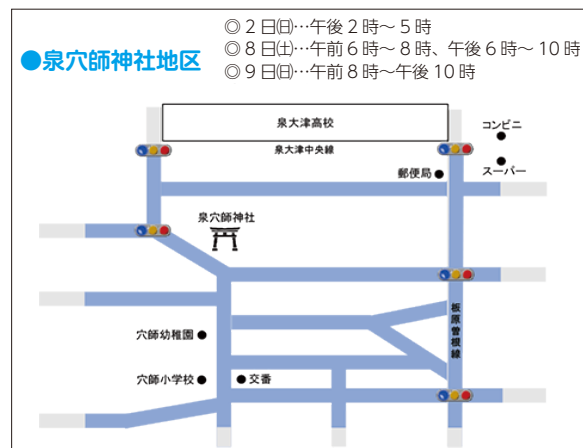 ◎2日㈰…午後2時～5時
●泉穴師神社地区
◎8日㈯…午前6時～8時、午後6時～10時
◎9日㈰…午前8時～午後10時
泉大津高校
コンビニ
泉大津中央線
郵便局
スーパー
泉穴師神社
板原曽根線
穴師幼稚園
穴師小学校
交番